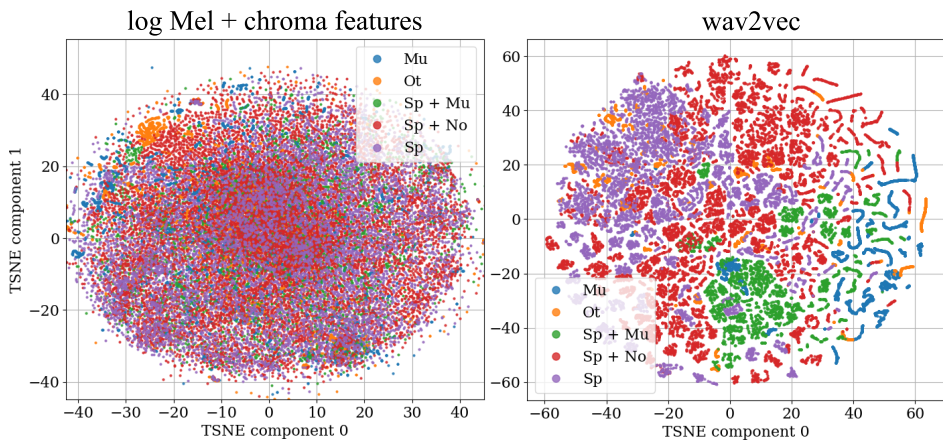 log Mel + chroma features
TSNE component 1
40
20
0
−20
−40
Mu
Ot
Sp + Mu
Sp + No
Sp
−40 −30 −20 −10 0 10 20 30 40
TSNE component 0
wav2vec
60
40
20
0
−20
−40
−60
Mu
Ot
Sp + Mu
Sp + No
Sp
−60 −40 −20 0 20 40 60
TSNE component 0